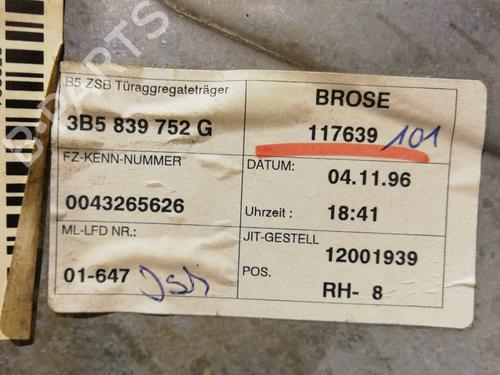 B5 ZSB Türaggregateträger
3B5 839 752 G
FZ-KENN-NUMMER
0043265626
ML-LFD NR.:
01-647
BROSE
117639 101
DATUM: 04.11.96
Uhrzeit : 18:41
JIT-GESTELL 12001939
POS. RH- 8
B-PARTS